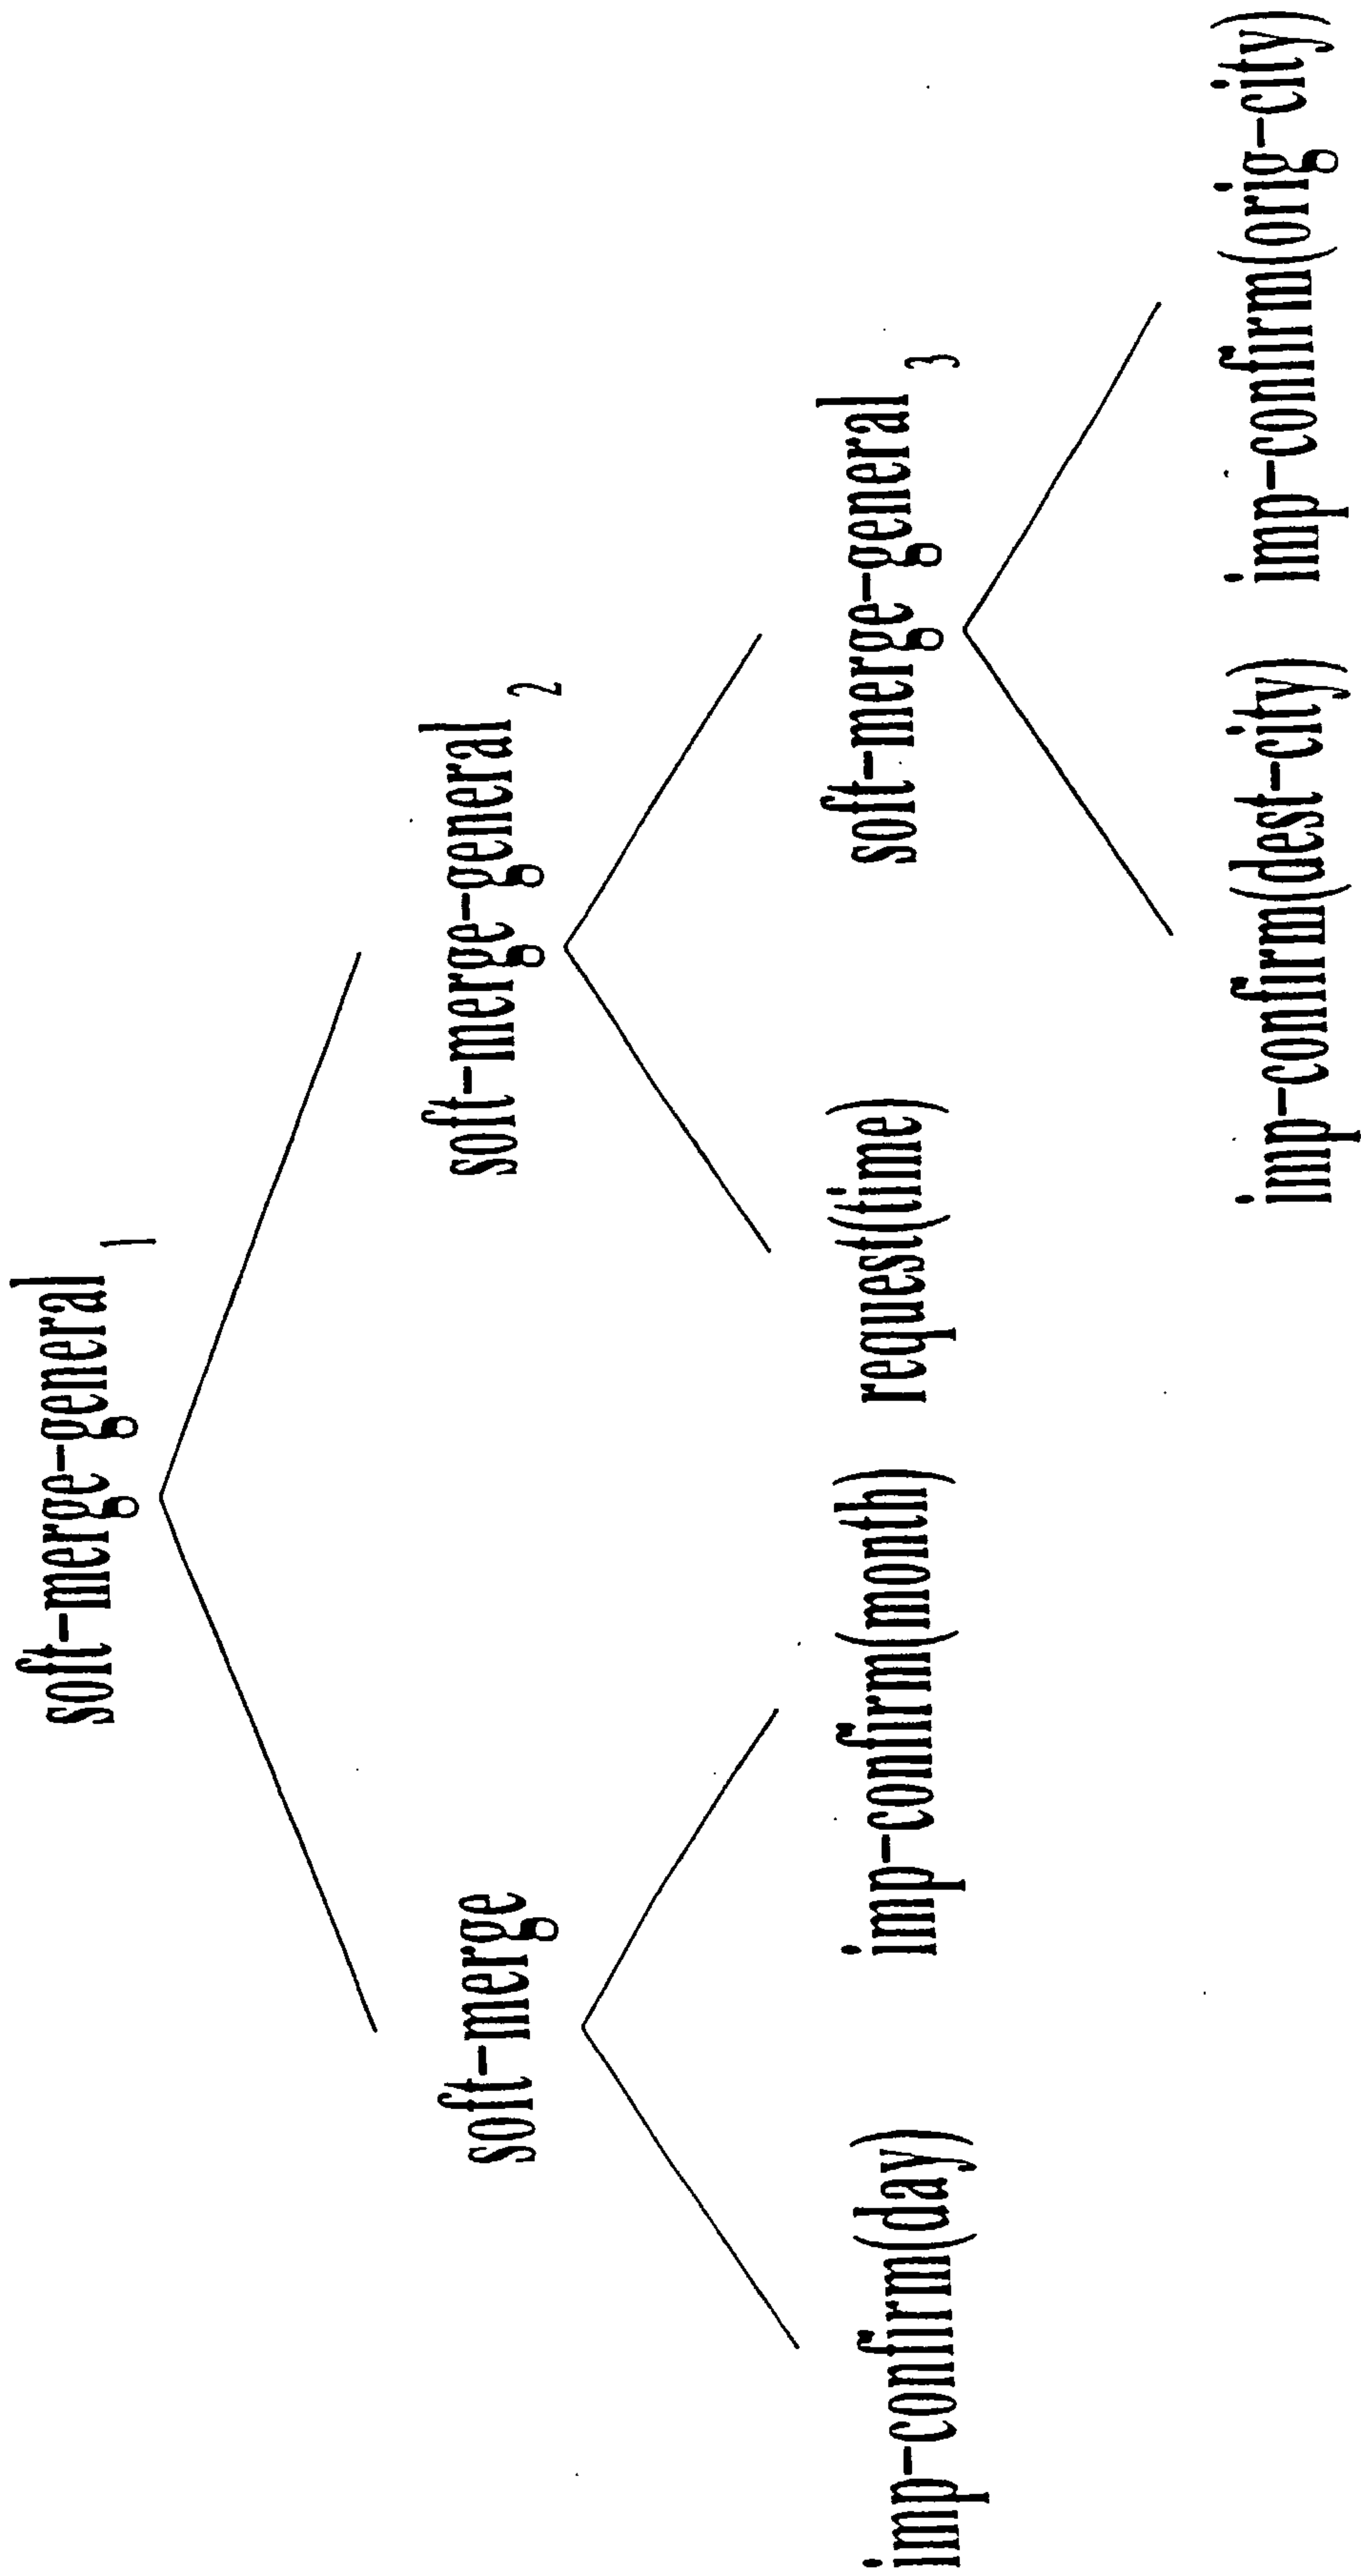 soft-merge-general 1
soft-merge
soft-merge-general 2
imp-confirm(day)
imp-confirm(month)
request(time)
soft-merge-general 3
imp-confirm(dest-city)
imp-confirm(orig-city)